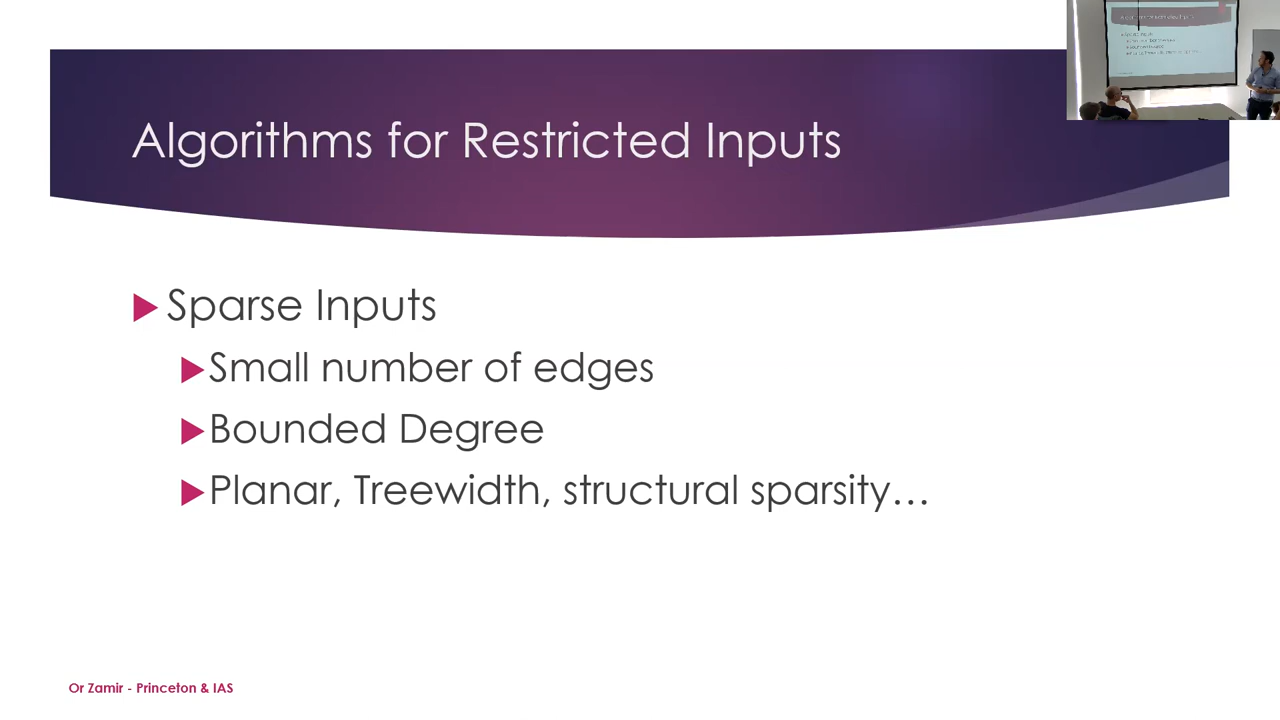 Algorithms for Restricted Inputs
Sparse Inputs
Small number of edges
Bounded Degree
Planar, Treewidth, structural sparsity…
Or Zamir - Princeton & IAS